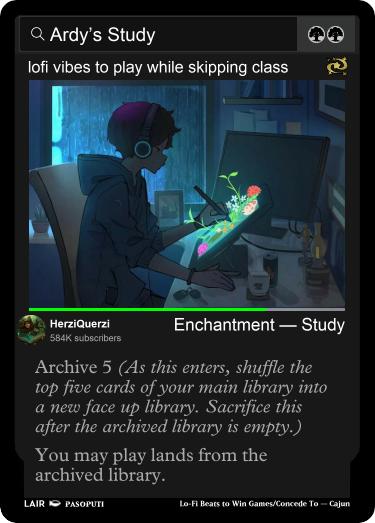 Ardy's Study
lofi vibes to play while skipping class
HerziQuerzi
584K subscribers
Enchantment — Study
Archive 5 (As this enters, shuffle the
top five cards of your main library into
a new face up library. Sacrifice this
after the archived library is empty.)
You may play lands from the
archived library.
LAIR PASOPUTI
Lo-Fi Beats to Win Games/Concede To — Cajun